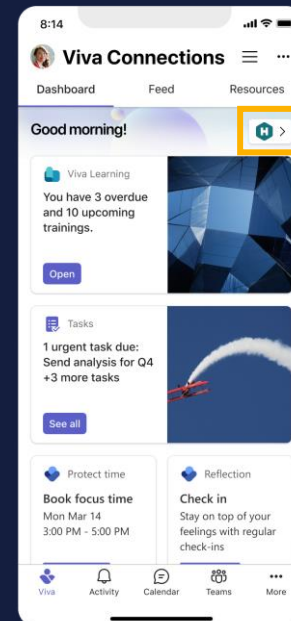 8:14
Viva Connections
Dashboard Feed Resources
Good morning!
H
Viva Learning
You have 3 overdue
and 10 upcoming
trainings.
Open
Tasks
1 urgent task due:
Send analysis for Q4
+3 more tasks
See all
Protect time Reflection
Book focus time Check in
Mon Mar 14 Stay on top of your
3:00 PM - 5:00 PM feelings with regular
check-ins
Viva Activity Calendar Teams More